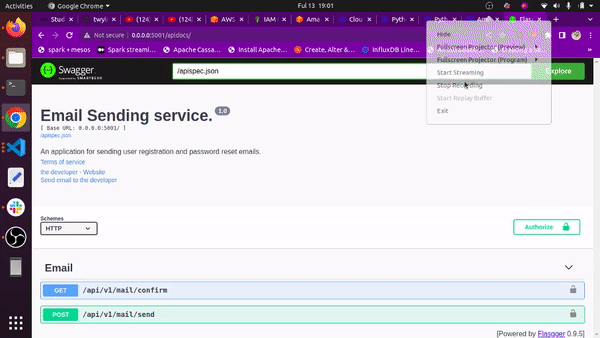 Activities
Google Chrome
Ful 13 19:01
Stud
twyl
(124
(124
AWS
IAM
Ama
Clou
Pyth
Pyth
Not secure 0.0.0.0:5001/apidocs/
spark + mesos
Spark streami...
Apache Cassa...
Install Apache...
Create, Alter &...
InfluxDB Line...
Hide
Fullscreen Projector (Preview)
Fullscreen Projector (Program)
Start Streaming
Stop Recording
Start Replay Buffer
Exit
Swagger
/apispec.json
Explore
Email Sending service. 1.0
[ Base URL: 0.0.0.0:5001/ ]
/apispec.json
An application for sending user registration and password reset emails.
Terms of service
the developer - Website
Send email to the developer
Schemes
HTTP
Authorize
Email
GET /api/v1/mail/confirm
POST /api/v1/mail/send
[Powered by Flasgger 0.9.5]